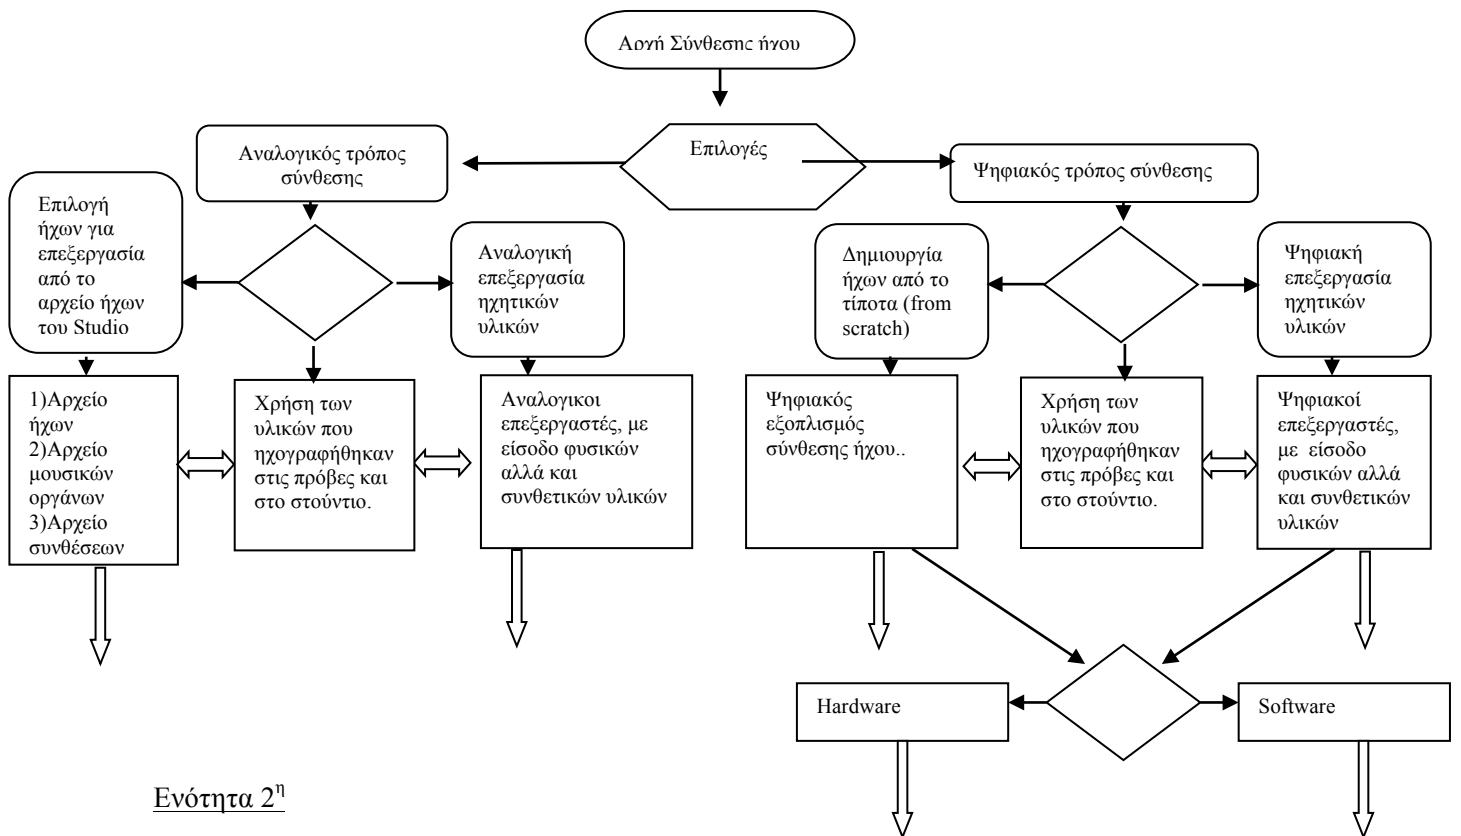 Αρχή Σύνθεσης ήχου
Επιλογές
Αναλογικός τρόπος
σύνθεσης
Ψηφιακός τρόπος σύνθεσης
Επιλογή
ήχων για
επεξεργασία
από το
αρχείο ήχων
του Studio
Αναλογική
επεξεργασία
ηχητικών
υλικών
Δημιουργία
ήχων από το
τίποτα (from
scratch)
Ψηφιακή
επεξεργασία
ηχητικών
υλικών
1)Αρχείο
ήχων
2)Αρχείο
μουσικών
οργάνων
3)Αρχείο
συνθέσεων
Χρήση των
υλικών που
ηχογραφήθηκαν
στις πρόβες και
στο στούντιο.
Αναλογικοι
επεξεργαστές, με
είσοδο φυσικών
αλλά και
συνθετικών υλικών
Ψηφιακός
εξοπλισμός
σύνθεσης ήχου..
Χρήση των
υλικών που
ηχογραφήθηκαν
στις πρόβες και
στο στούντιο.
Ψηφιακοί
επεξεργαστές,
με είσοδο
φυσικών αλλά
και συνθετικών
υλικών
Hardware
Software
Ενότητα 2η